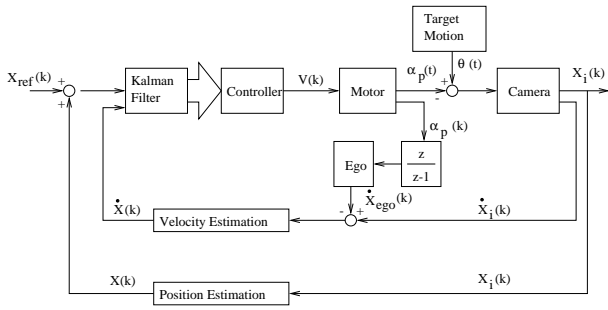 Target
Motion
X_ref(k)
+
+
Kalman
Filter
Controller
V(k)
Motor
α_p(t)
θ(t)
+
-
Camera
X_i(k)
α_p(k)
Ego
z
z-1
Ẋ_ego(k)
-
+
Ẋ(k)
Velocity Estimation
Ẋ_i(k)
X(k)
Position Estimation
X_i(k)